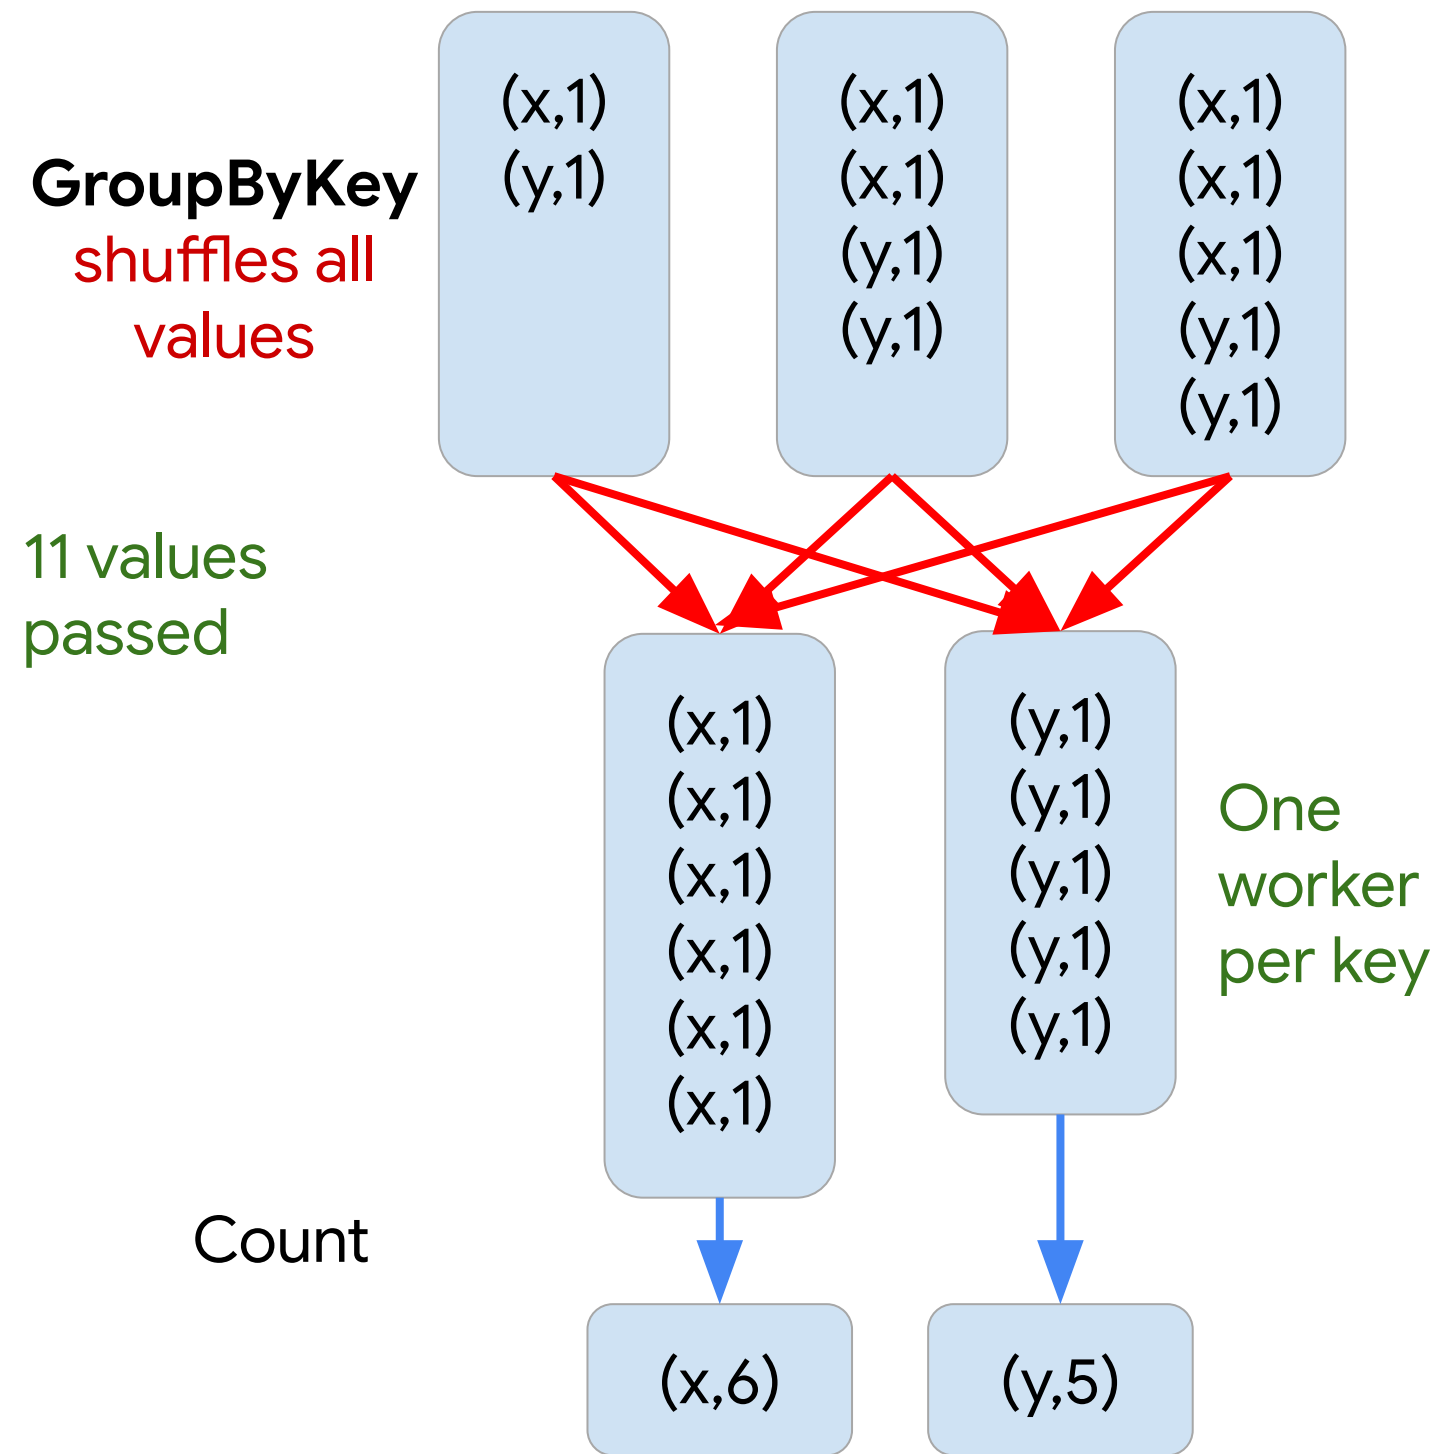 GroupByKey
shuffles all
values
(x,1)
(y,1)
(x,1)
(x,1)
(y,1)
(y,1)
(x,1)
(x,1)
(x,1)
(y,1)
(y,1)
11 values
passed
(x,1)
(x,1)
(x,1)
(x,1)
(x,1)
(x,1)
(y,1)
(y,1)
(y,1)
(y,1)
(y,1)
One
worker
per key
Count
(x,6)
(y,5)